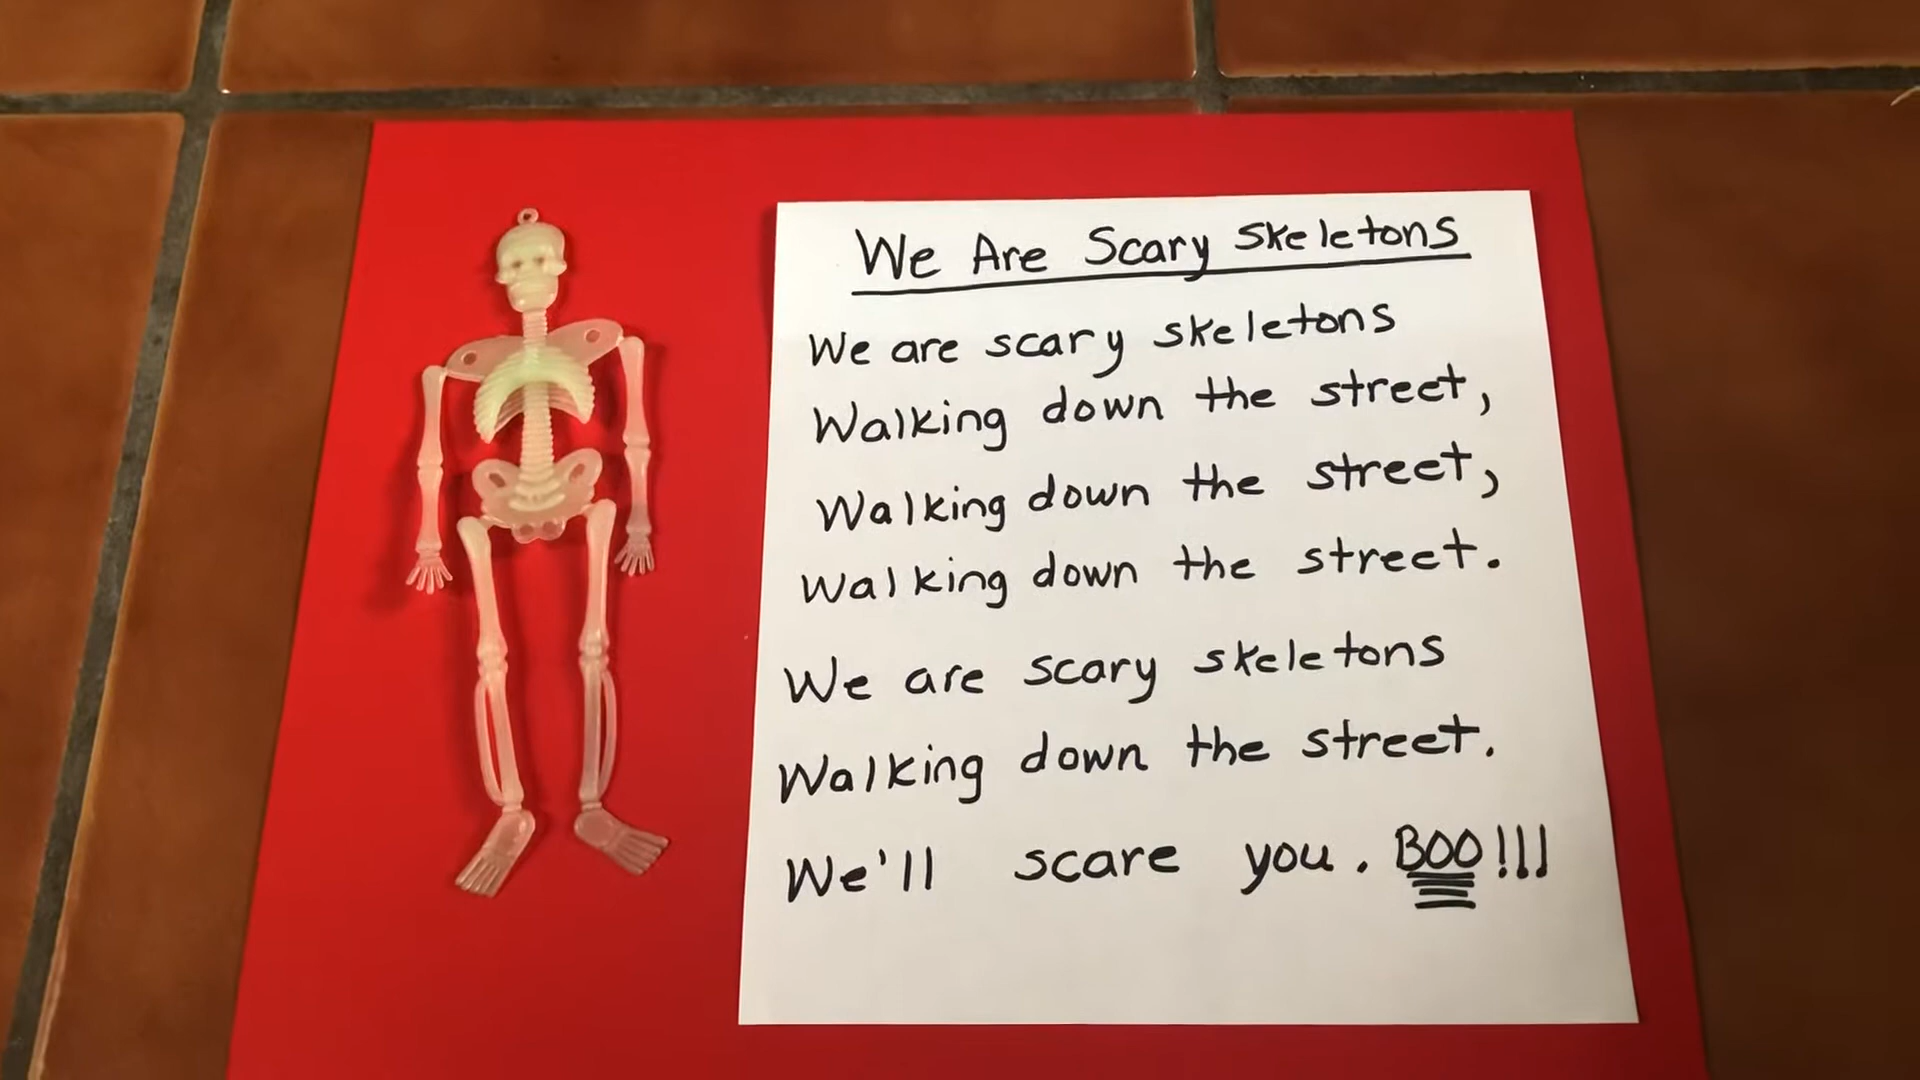 We Are Scary Skeletons
We are scary skeletons
Walking down the street,
Walking down the street,
Walking down the street.
We are scary skeletons
Walking down the street.
We'll scare you. BOO!!!